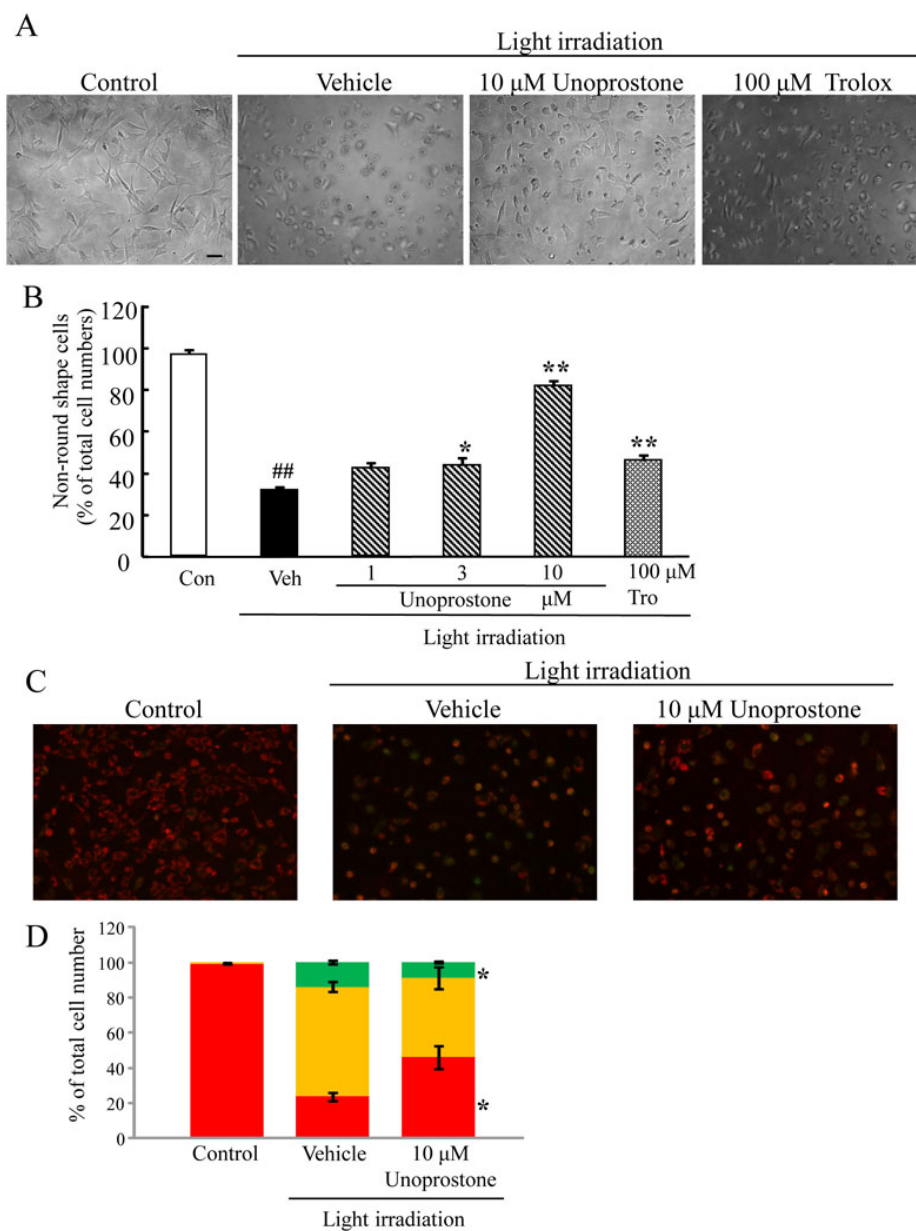 A
Light irradiation
Control
Vehicle
10 μM Unoprostone
100 μM Trolox
B
Non-round shape cells
(% of total cell numbers)
120
100
80
60
40
20
0
##
*
**
**
Con
Veh
1
3
10
100 μM
Unoprostone
μM
Tro
Light irradiation
C
Light irradiation
Control
Vehicle
10 μM Unoprostone
D
% of total cell number
120
100
80
60
40
20
0
*
*
Control
Vehicle
10 μM
Unoprostone
Light irradiation